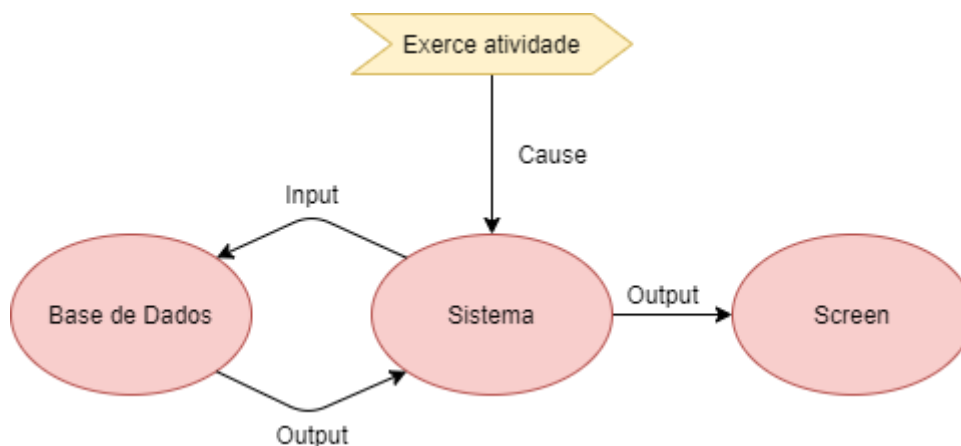 Exerce atividade
Cause
Input
Base de Dados
Sistema
Output
Screen
Output